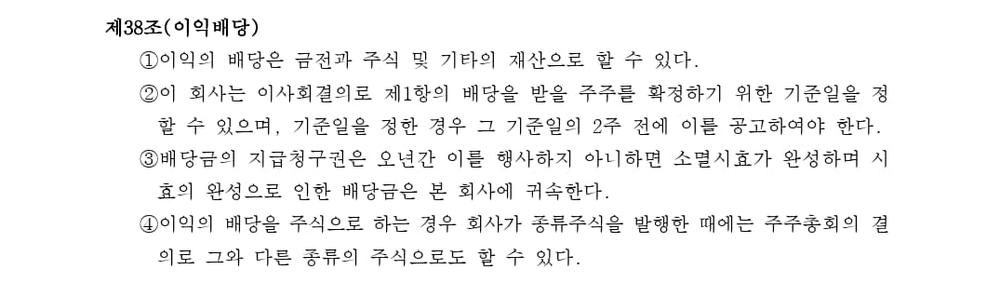 제38조(이익배당)
①이익의 배당은 금전과 주식 및 기타의 재산으로 할 수 있다.
②이 회사는 이사회결의로 제1항의 배당을 받을 주주를 확정하기 위한 기준일을 정
할 수 있으며, 기준일을 정한 경우 그 기준일의 2주 전에 이를 공고하여야 한다.
③배당금의 지급청구권은 오년간 이를 행사하지 아니하면 소멸시효가 완성하며 시
효의 완성으로 인한 배당금은 본 회사에 귀속한다.
④이익의 배당을 주식으로 하는 경우 회사가 종류주식을 발행한 때에는 주주총회의 결
의로 그와 다른 종류의 주식으로도 할 수 있다.